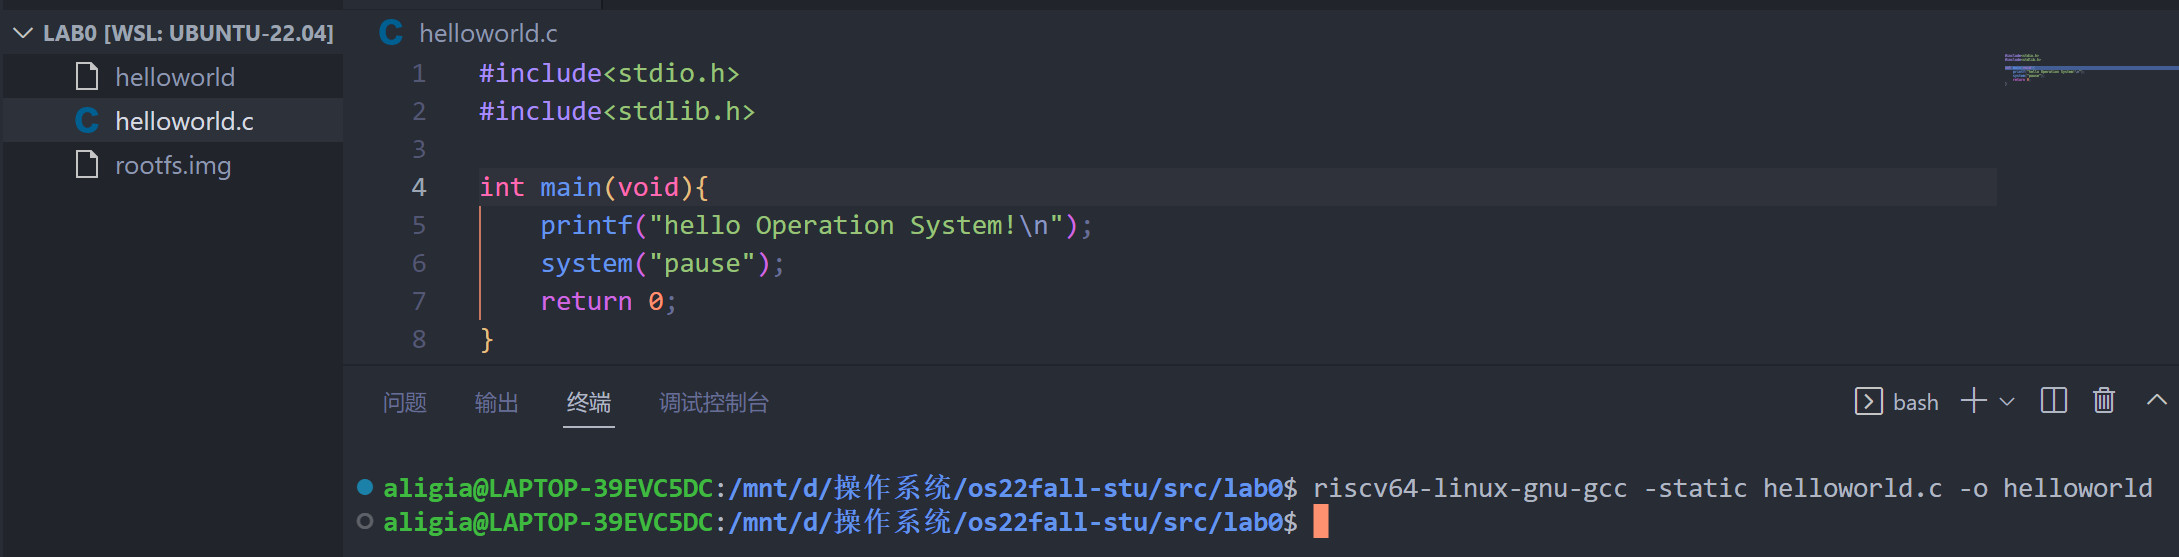 LAB0 [WSL: UBUNTU-22.04]
helloworld
helloworld.c
rootfs.img
helloworld.c
1 #include<stdio.h>
2 #include<stdlib.h>
3
4 int main(void){
5 printf("hello Operation System!\n");
6 system("pause");
7 return 0;
8 }
问题 输出 终端 调试控制台 bash
aligia@LAPTOP-39EVC5DC:/mnt/d/操作系统/os22fall-stu/src/lab0$ riscv64-linux-gnu-gcc -static helloworld.c -o helloworld
aligia@LAPTOP-39EVC5DC:/mnt/d/操作系统/os22fall-stu/src/lab0$